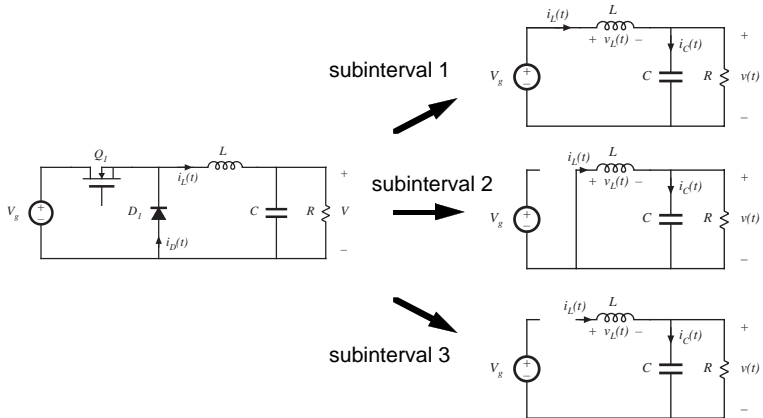 subinterval 1
subinterval 2
subinterval 3
Q1
L
iL(t)
Vg
+
−
D1
iD(t)
C
R
+
V
−
iL(t)
L
+ vL(t) −
iC(t)
Vg
+
−
C
R
+
v(t)
−
iL(t)
L
+ vL(t) −
iC(t)
Vg
+
−
C
R
+
v(t)
−
iL(t)
L
+ vL(t) −
iC(t)
Vg
+
−
C
R
+
v(t)
−